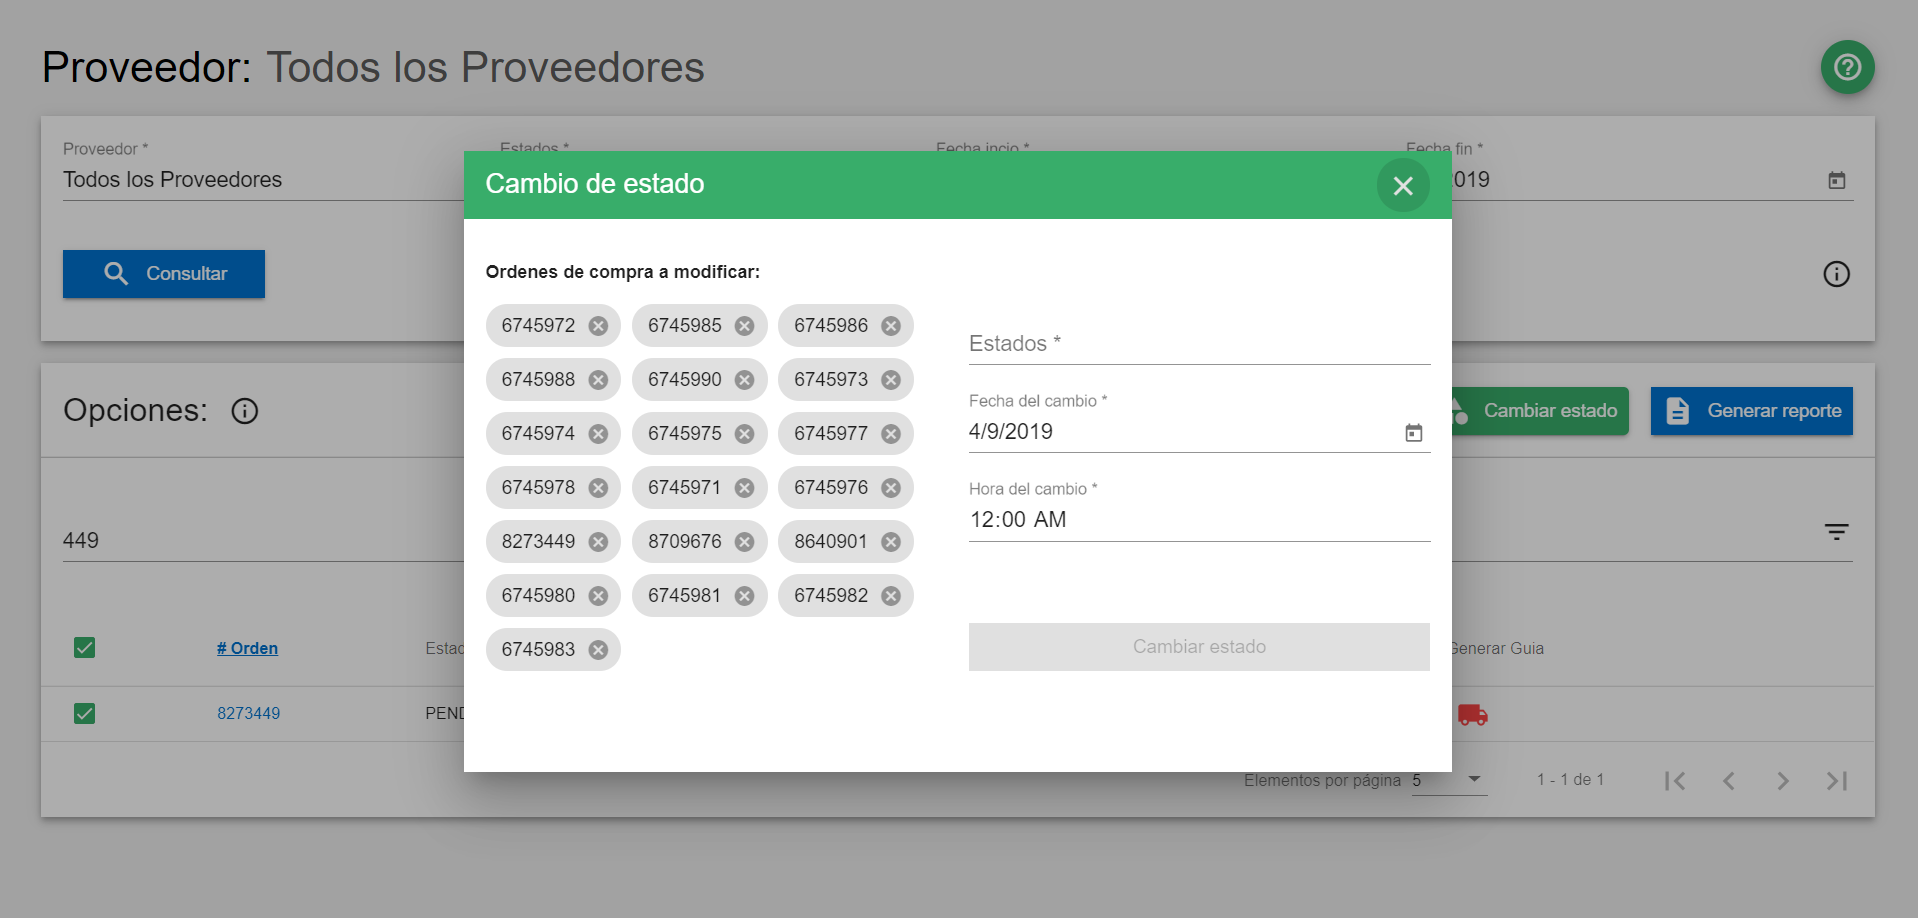 Proveedor: Todos los Proveedores
Proveedor *
Estados *
Fecha incio *
Fecha fin *
Todos los Proveedores
2019
Consultar
Cambio de estado
Ordenes de compra a modificar:
6745972 6745985 6745986
6745988 6745990 6745973
6745974 6745975 6745977
6745978 6745971 6745976
8273449 8709676 8640901
6745980 6745981 6745982
6745983
Estados *
Fecha del cambio *
4/9/2019
Hora del cambio *
12:00 AM
Cambiar estado
Opciones:
Cambiar estado
Generar reporte
449
# Orden
Estad
Generar Guia
8273449
PEND
Elementos por página 5
1 - 1 de 1